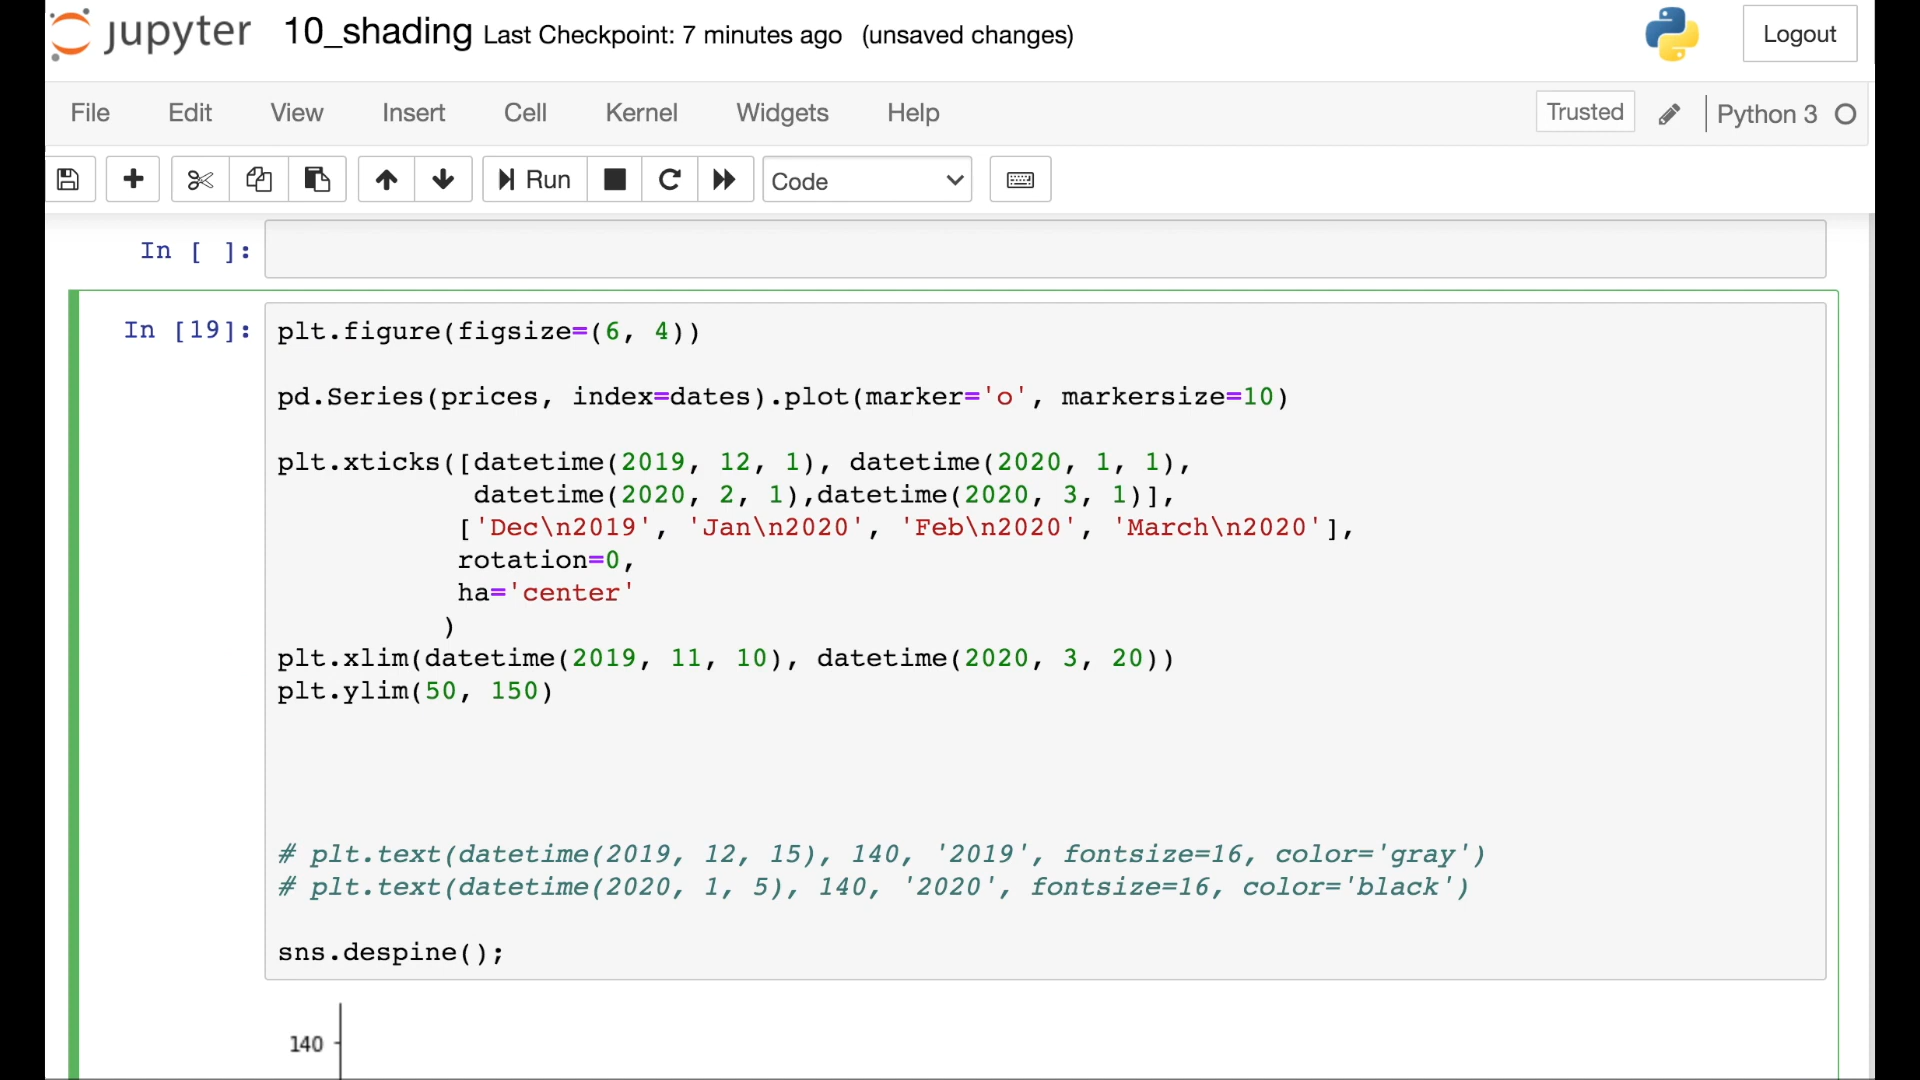 jupyter 10_shading Last Checkpoint: 7 minutes ago (unsaved changes) Logout
File Edit View Insert Cell Kernel Widgets Help Trusted Python 3
Run Code
In [ ]:
In [19]: plt.figure(figsize=(6, 4))
pd.Series(prices, index=dates).plot(marker='o', markersize=10)
plt.xticks([datetime(2019, 12, 1), datetime(2020, 1, 1),
datetime(2020, 2, 1),datetime(2020, 3, 1)],
['Dec\n2019', 'Jan\n2020', 'Feb\n2020', 'March\n2020'],
rotation=0,
ha='center'
)
plt.xlim(datetime(2019, 11, 10), datetime(2020, 3, 20))
plt.ylim(50, 150)
# plt.text(datetime(2019, 12, 15), 140, '2019', fontsize=16, color='gray')
# plt.text(datetime(2020, 1, 5), 140, '2020', fontsize=16, color='black')
sns.despine();
140